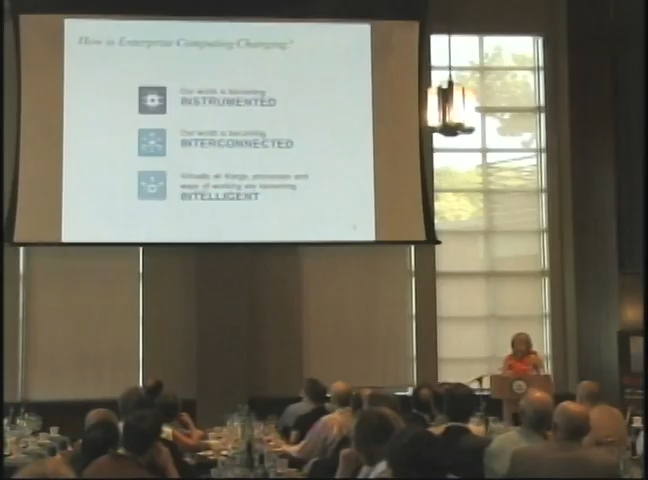 How is Enterprise Computing Changing?
Our world is becoming
INSTRUMENTED
Our world is becoming
INTERCONNECTED
Virtually all things, processes and
ways of working are becoming
INTELLIGENT